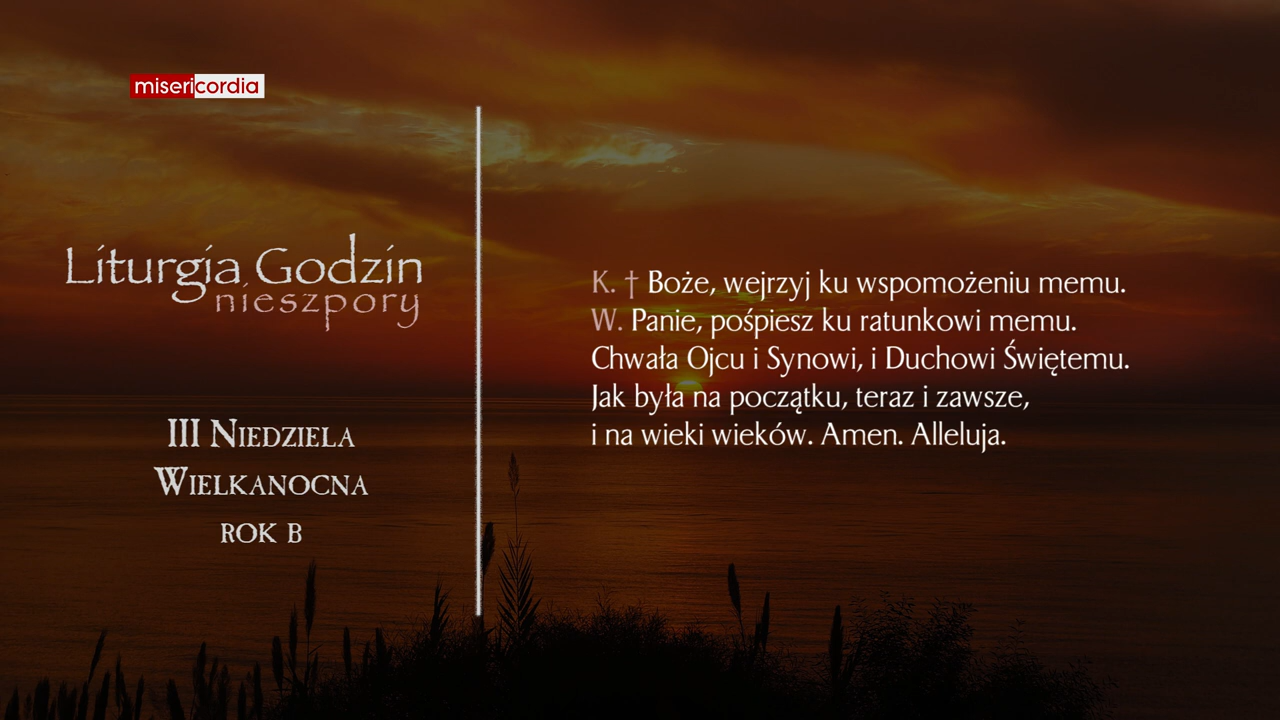 misericordia
Liturgia Godzin
nieszpory
III Niedziela
Wielkanocna
rok B
K. † Boże, wejrzyj ku wspomożeniu memu.
W. Panie, pośpiesz ku ratunkowi memu.
Chwała Ojcu i Synowi, i Duchowi Świętemu.
Jak była na początku, teraz i zawsze,
i na wieki wieków. Amen. Alleluja.